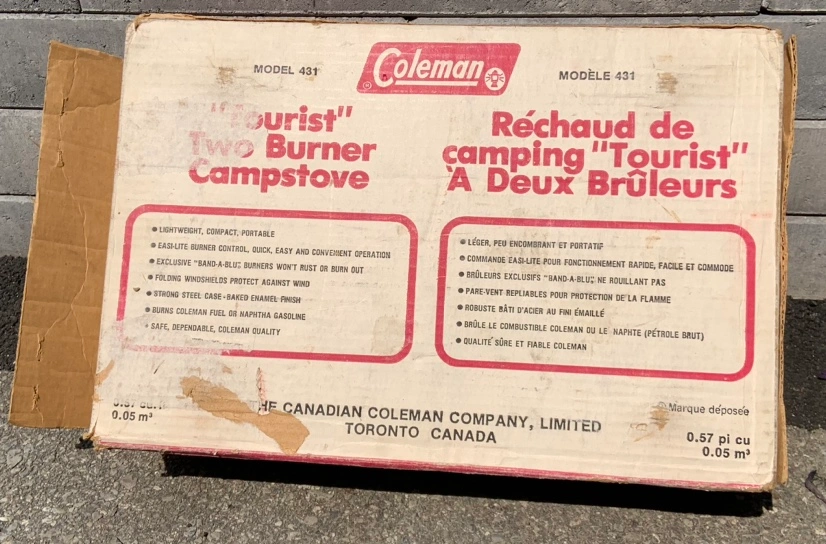 MODEL 431
Coleman
®
MODÈLE 431
"Tourist"
Two Burner
Campstove
Réchaud de
camping "Tourist"
À Deux Brûleurs
• LIGHTWEIGHT, COMPACT, PORTABLE
• EASI-LITE BURNER CONTROL, QUICK, EASY AND CONVENIENT OPERATION
• EXCLUSIVE "BAND-A-BLU" BURNERS WON'T RUST OR BURN OUT
• FOLDING WINDSHIELDS PROTECT AGAINST WIND
• STRONG STEEL CASE - BAKED ENAMEL FINISH
• BURNS COLEMAN FUEL OR NAPHTHA GASOLINE
• SAFE, DEPENDABLE, COLEMAN QUALITY
• LÉGER, PEU ENCOMBRANT ET PORTATIF
• COMMANDE EASI-LITE POUR FONCTIONNEMENT RAPIDE, FACILE ET COMMODE
• BRÛLEURS EXCLUSIFS "BAND-A-BLU" NE ROUILLANT PAS
• PARE-VENT REPLIABLES POUR PROTECTION DE LA FLAMME
• ROBUSTE BÂTI D'ACIER AU FINI ÉMAILLÉ
• BRÛLE LE COMBUSTIBLE COLEMAN OU LE NAPHTE (PÉTROLE BRUT)
• QUALITÉ SÛRE ET FIABLE COLEMAN
0.05 m³
THE CANADIAN COLEMAN COMPANY, LIMITED
TORONTO CANADA
Marque déposée
0.57 pi cu
0.05 m³